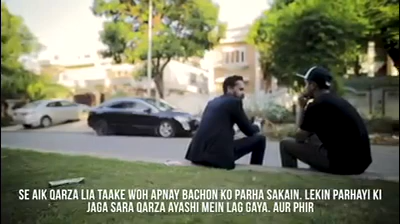 SE AIK QARZA LIA TAAKE WOH APNAY BACHON KO PARHA SAKAIN. LEKIN PARHAYI KI
JAGA SARA QARZA AYASHI MEIN LAG GAYA. AUR PHIR